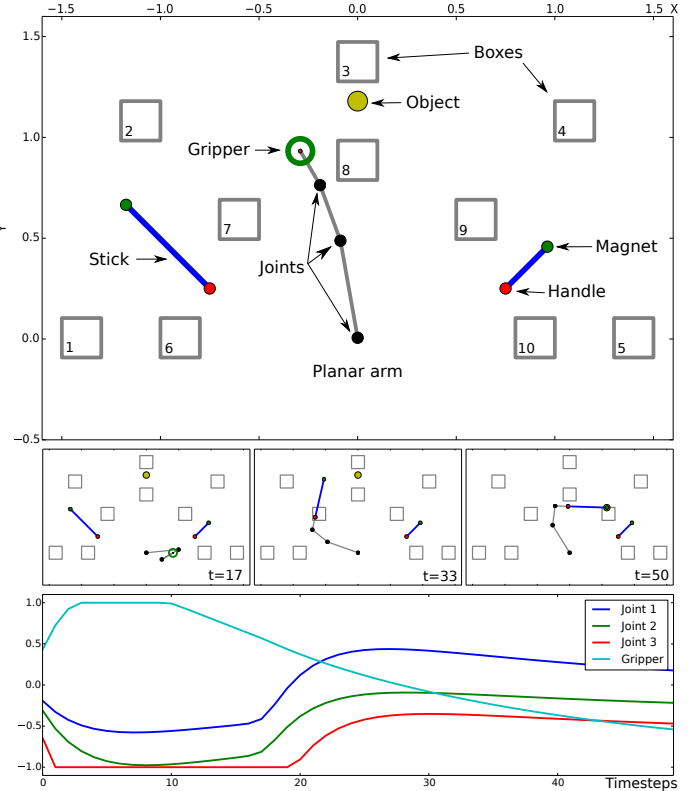 −1.5 −1.0 −0.5 0.0 0.5 1.0 1.5 X
1.5
3
Boxes
Object
1.0
2
4
Gripper
8
Y
7
9
0.5
Stick
Joints
Magnet
Handle
0.0
1
6
10
5
Planar arm
−0.5
t=17
t=33
t=50
1.0
0.5
0.0
−0.5
−1.0
Joint 1
Joint 2
Joint 3
Gripper
0 10 20 30 40
Timesteps